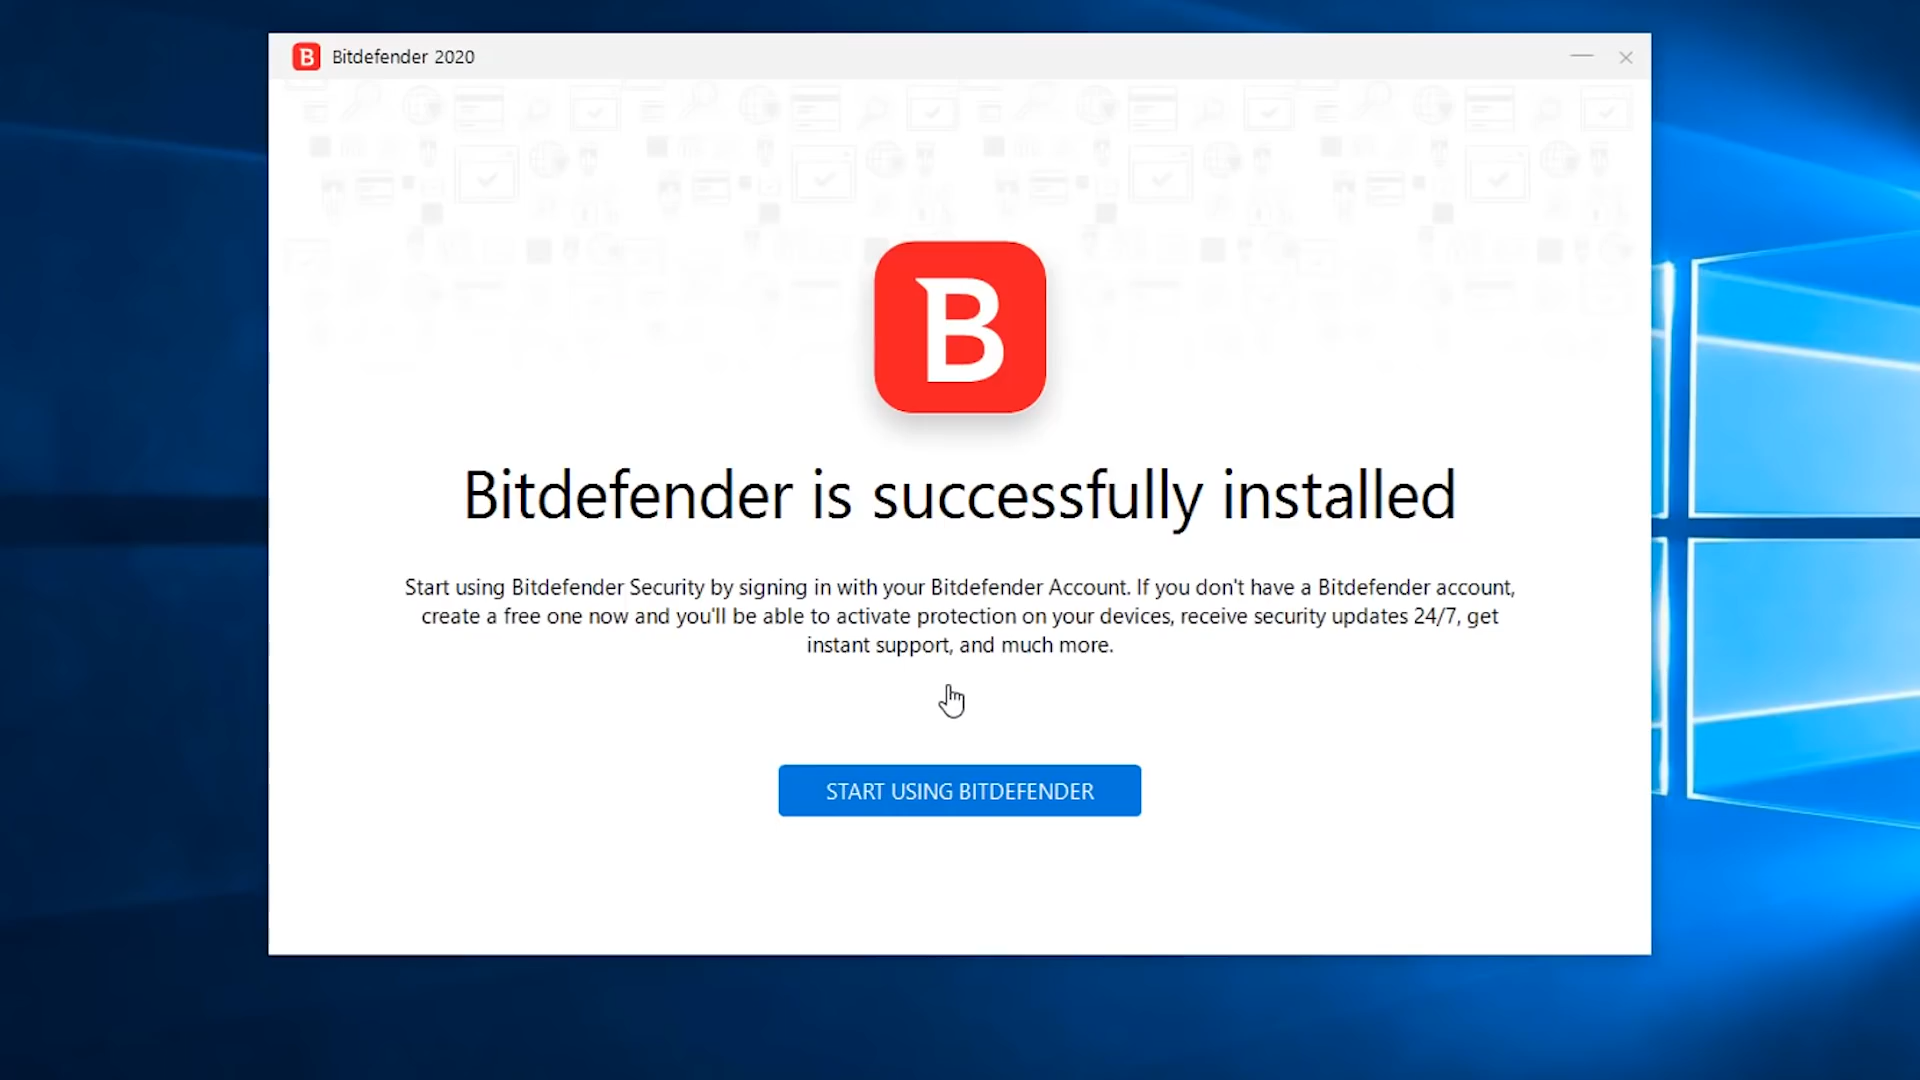 B Bitdefender 2020
B
Bitdefender is successfully installed
Start using Bitdefender Security by signing in with your Bitdefender Account. If you don't have a Bitdefender account,
create a free one now and you'll be able to activate protection on your devices, receive security updates 24/7, get
instant support, and much more.
START USING BITDEFENDER